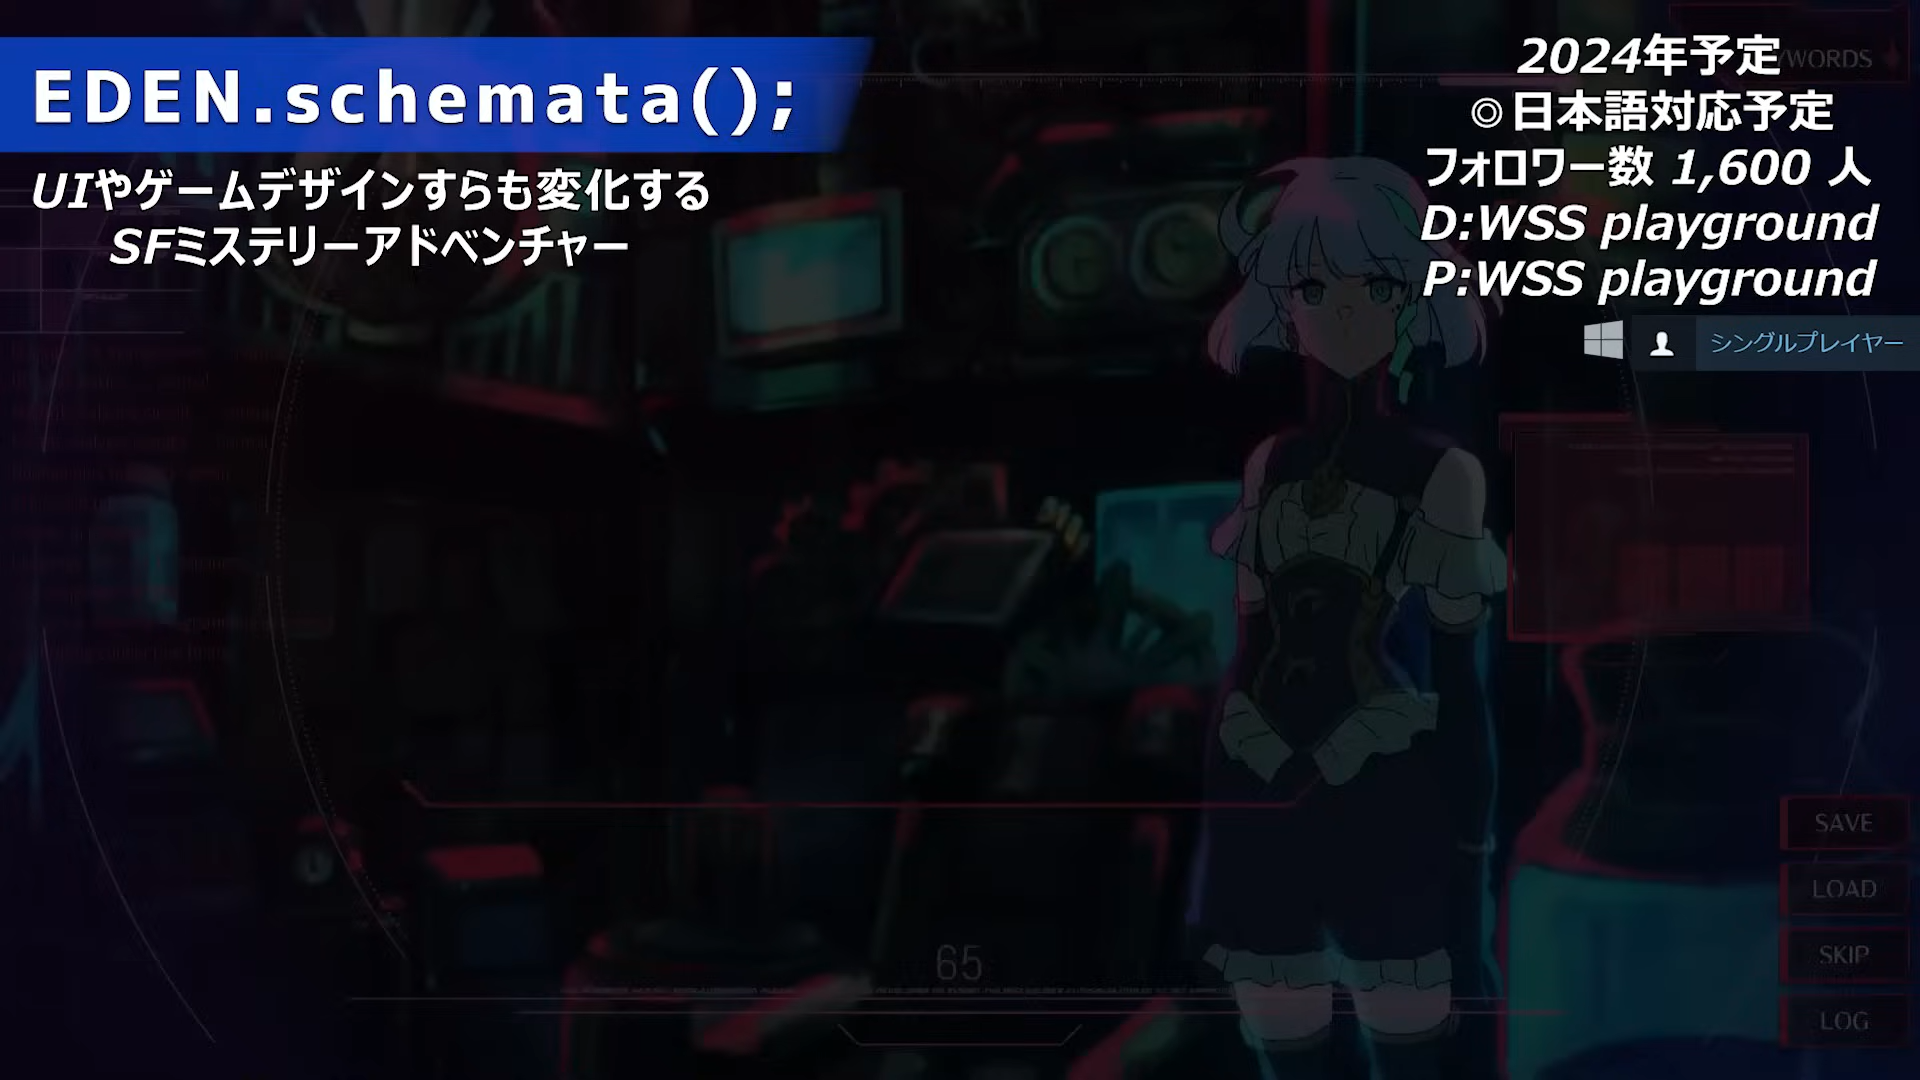 EDEN.schemata();
UIやゲームデザインすらも変化する
SFミステリーアドベンチャー
2024年予定
◎日本語対応予定
フォロワー数 1,600 人
D:WSS playground
P:WSS playground
シングルプレイヤー
65
SAVE
LOAD
SKIP
LOG